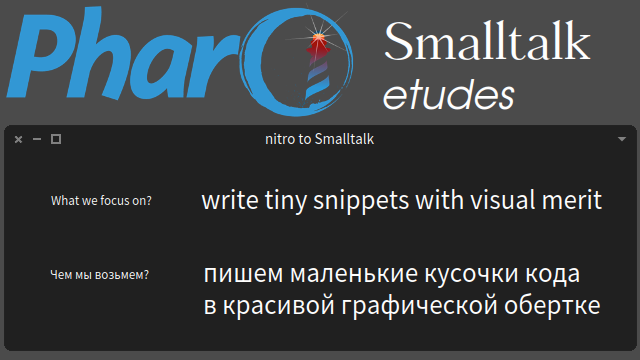 Pharo
Smalltalk
etudes
nitro to Smalltalk
What we focus on?
write tiny snippets with visual merit
Чем мы возьмем?
пишем маленькие кусочки кода
в красивой графической обертке